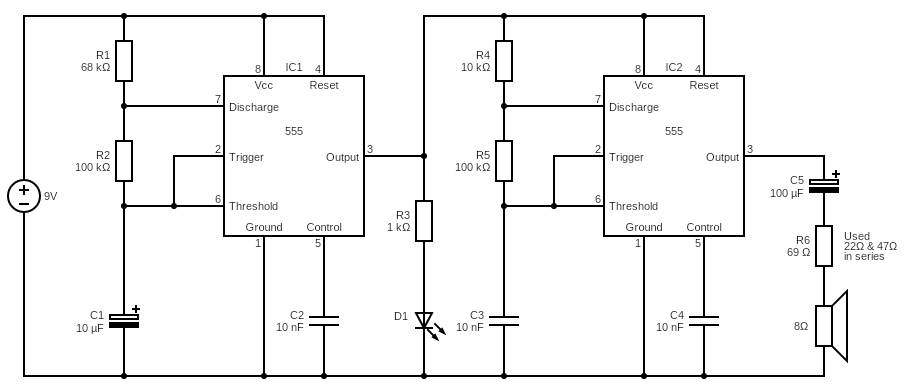 R1
68 kΩ
R2
100 kΩ
9V
C1
10 µF
8
IC1
4
Vcc
Reset
7
Discharge
555
2
Trigger
Output
3
6
Threshold
Ground
Control
1
5
C2
10 nF
R3
1 kΩ
D1
R4
10 kΩ
R5
100 kΩ
C3
10 nF
8
IC2
4
Vcc
Reset
7
Discharge
555
2
Trigger
Output
3
6
Threshold
Ground
Control
1
5
C4
10 nF
C5
100 µF
R6
69 Ω
Used
22Ω & 47Ω
in series
8Ω